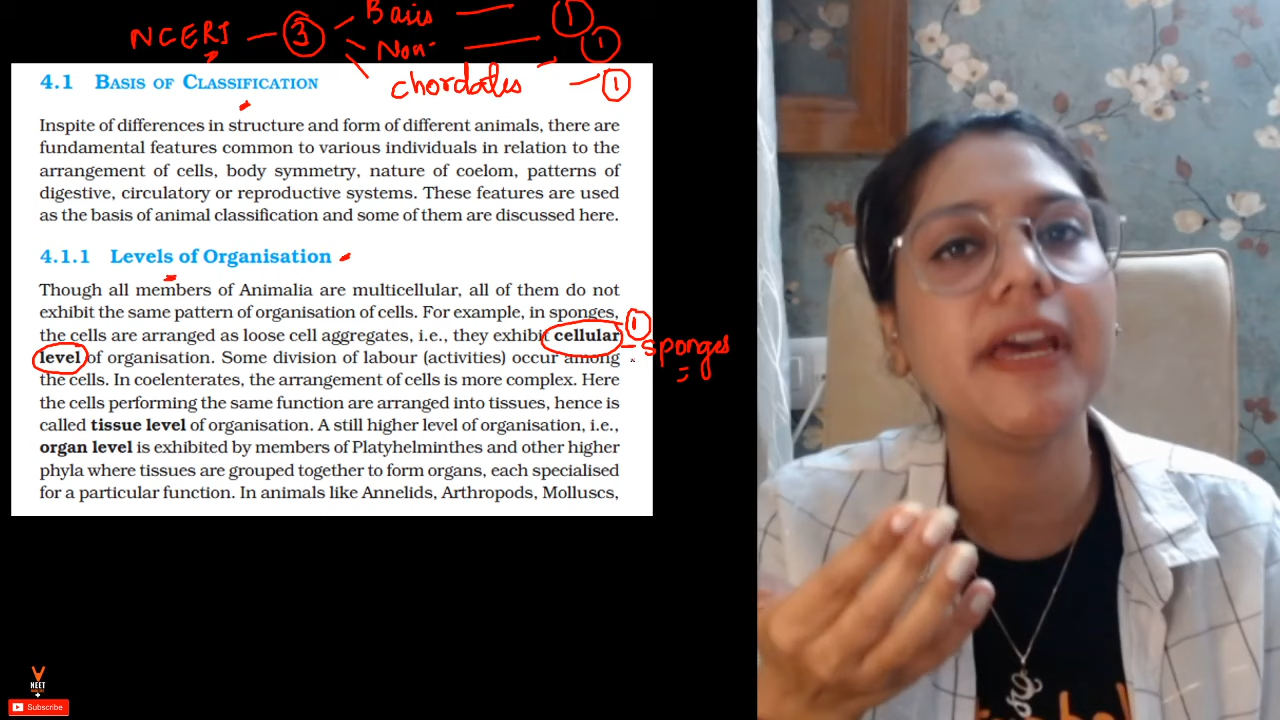 Basis — ①
NCERT — ③
Non- — ①
chordates — ①
4.1 BASIS OF CLASSIFICATION
Inspite of differences in structure and form of different animals, there are
fundamental features common to various individuals in relation to the
arrangement of cells, body symmetry, nature of coelom, patterns of
digestive, circulatory or reproductive systems. These features are used
as the basis of animal classification and some of them are discussed here.
4.1.1 Levels of Organisation
Though all members of Animalia are multicellular, all of them do not
exhibit the same pattern of organisation of cells. For example, in sponges,
the cells are arranged as loose cell aggregates, i.e., they exhibit cellular
①
sponges
level of organisation. Some division of labour (activities) occur among
the cells. In coelenterates, the arrangement of cells is more complex. Here
the cells performing the same function are arranged into tissues, hence is
called tissue level of organisation. A still higher level of organisation, i.e.,
organ level is exhibited by members of Platyhelminthes and other higher
phyla where tissues are grouped together to form organs, each specialised
for a particular function. In animals like Annelids, Arthropods, Molluscs,
NEET
Subscribe